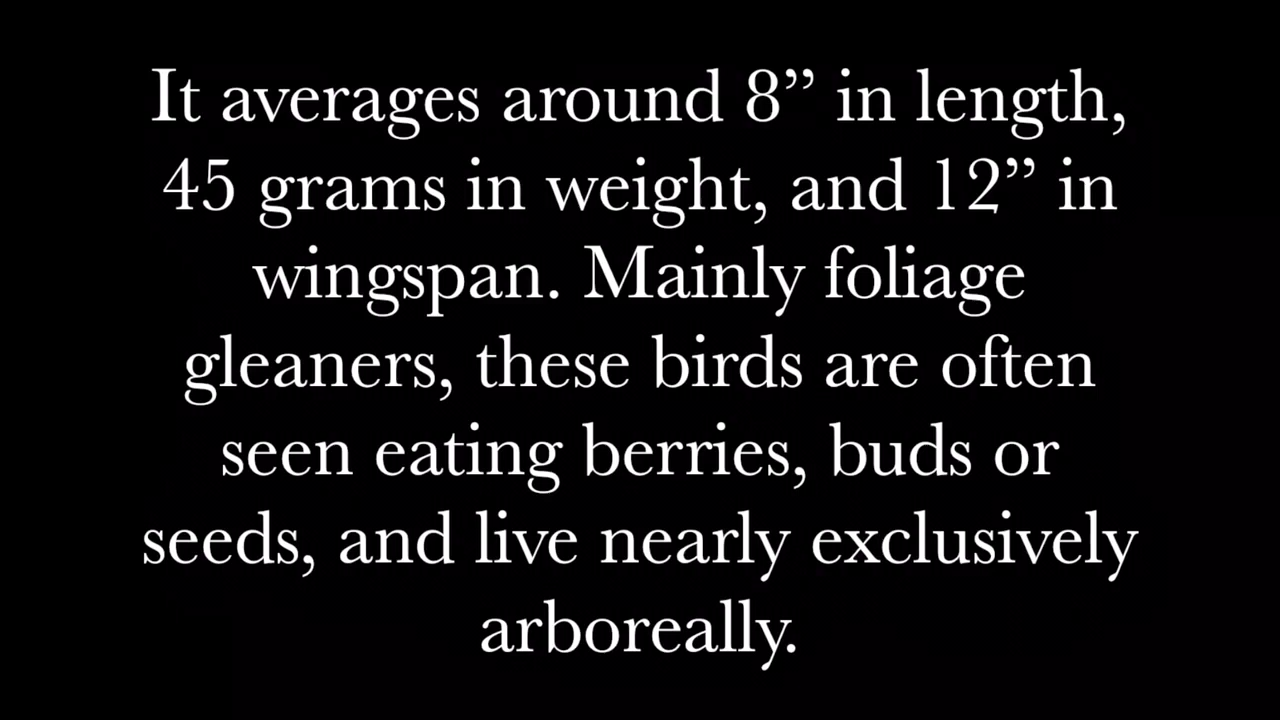 It averages around 8” in length,
45 grams in weight, and 12” in
wingspan. Mainly foliage
gleaners, these birds are often
seen eating berries, buds or
seeds, and live nearly exclusively
arboreally.